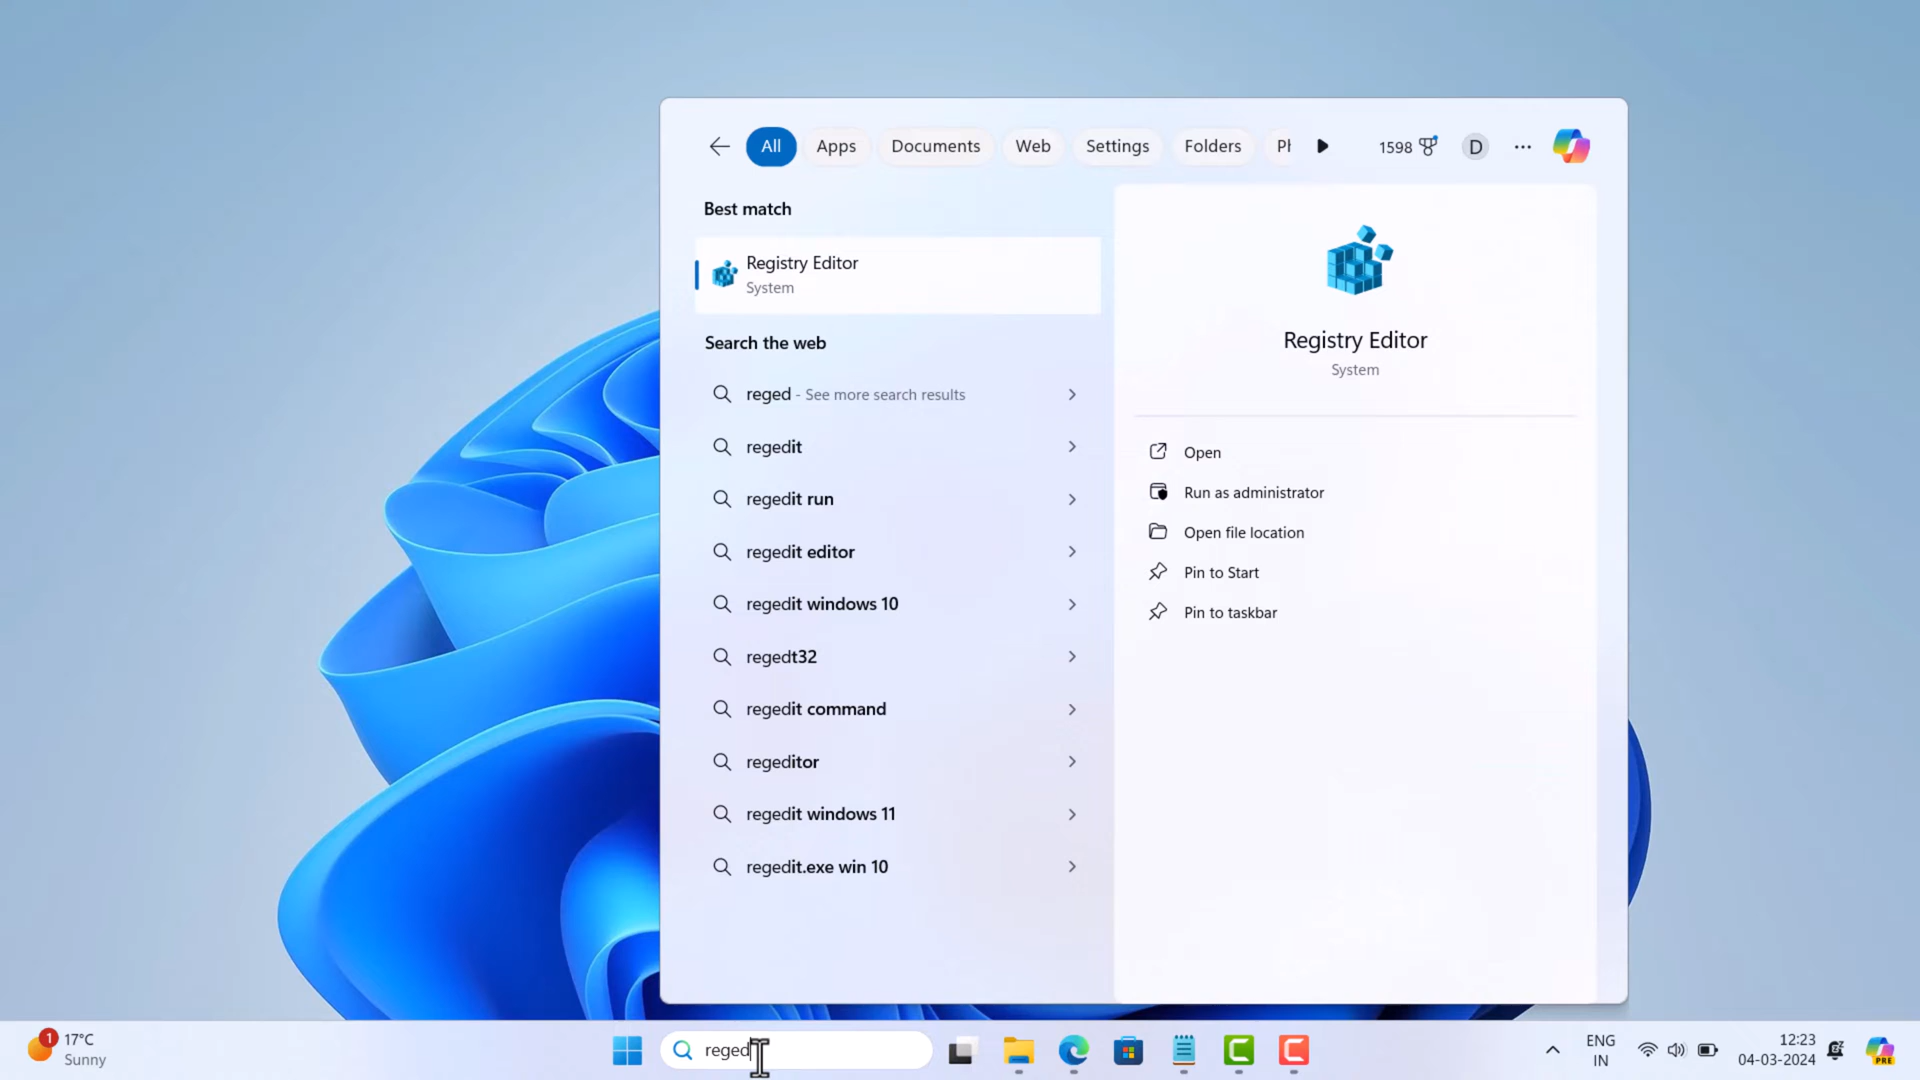 All Apps Documents Web Settings Folders Pl 1598 D
Best match
Registry Editor
System
Search the web
reged - See more search results
regedit
regedit run
regedit editor
regedit windows 10
regedt32
regedit command
regeditor
regedit windows 11
regedit.exe win 10
Registry Editor
System
Open
Run as administrator
Open file location
Pin to Start
Pin to taskbar
1
17°C
Sunny
reged
ENG
IN
12:23
04-03-2024
PRE